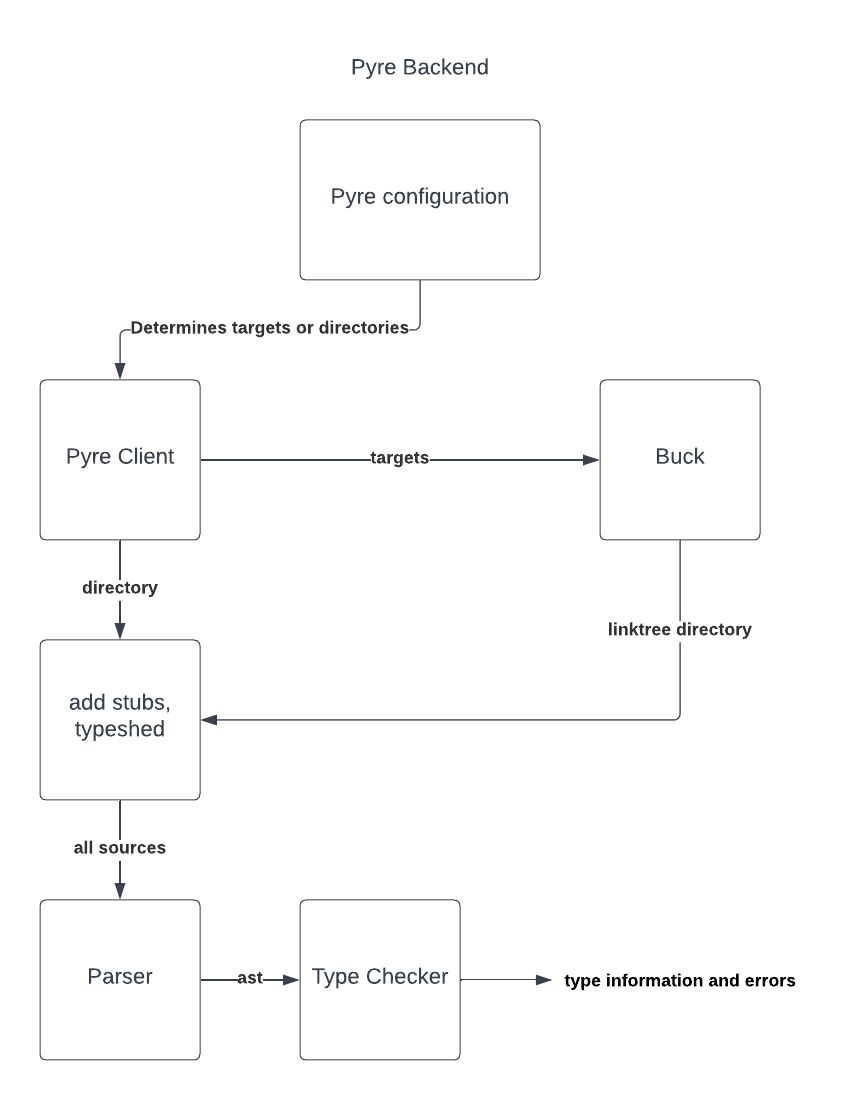 Pyre Backend
Pyre configuration
Determines targets or directories
Pyre Client
targets
Buck
directory
linktree directory
add stubs,
typeshed
all sources
Parser
ast
Type Checker
type information and errors